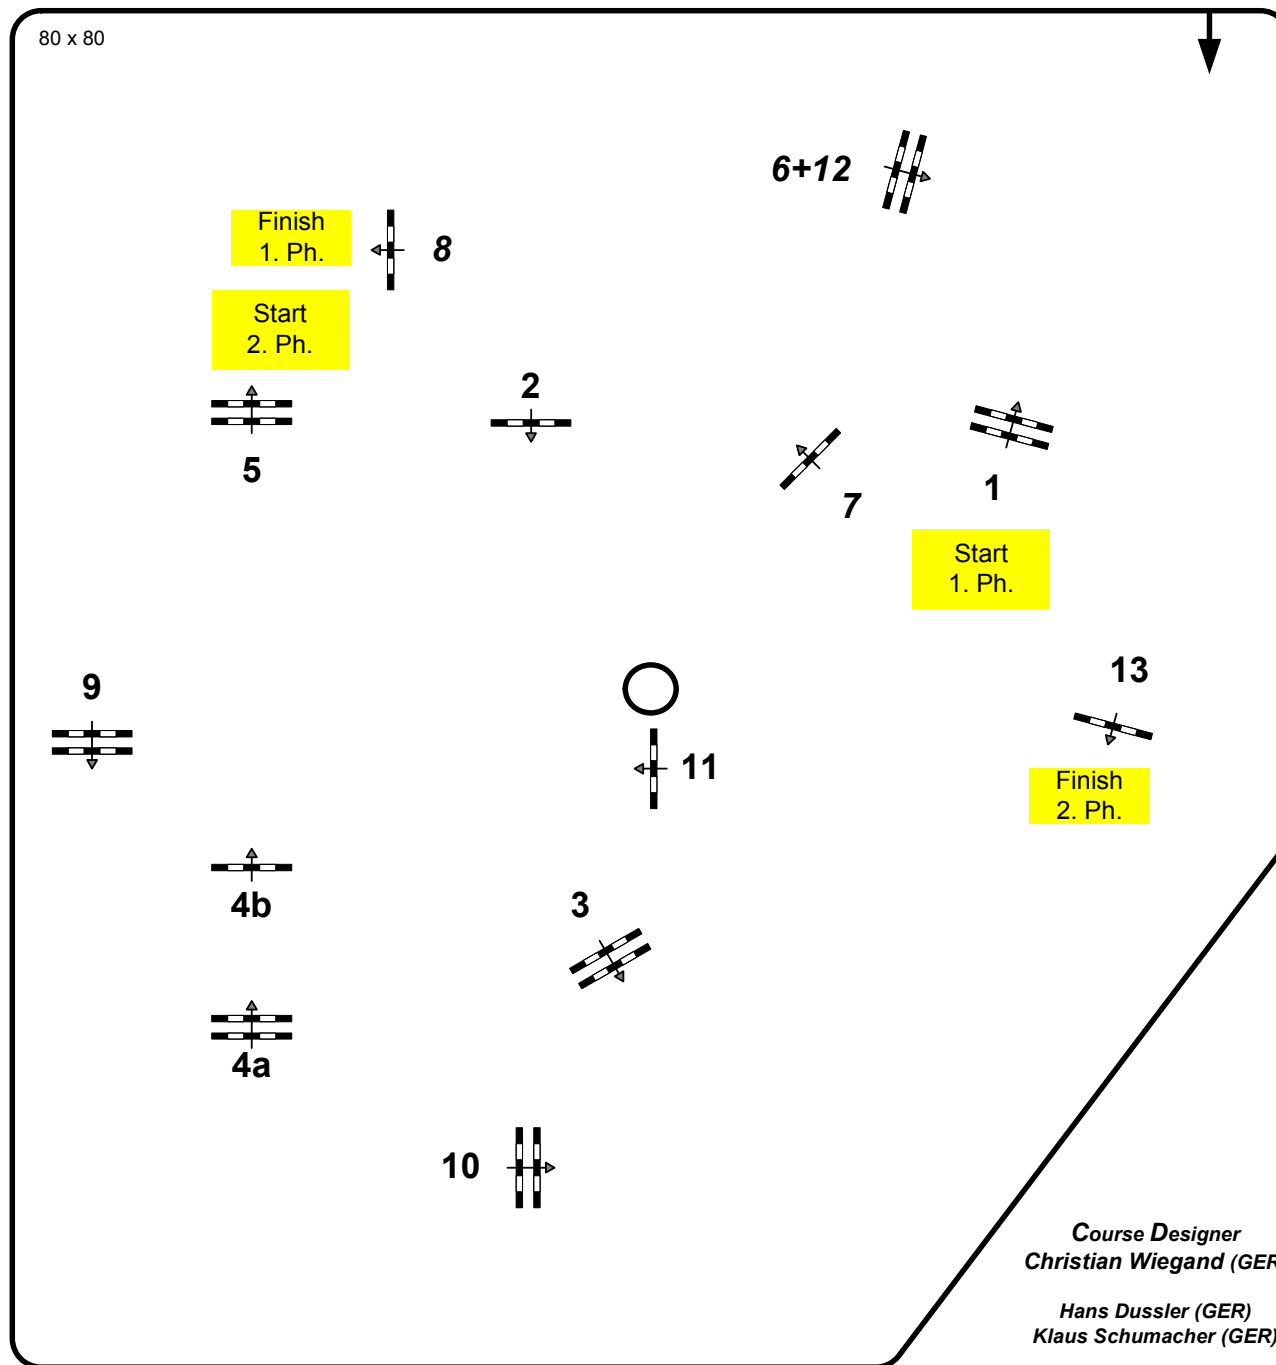 80 x 80
6+12
Finish
1. Ph.
8
Start
2. Ph.
2
5
7
1
Start
1. Ph.
13
9
11
Finish
2. Ph.
4b
3
4a
10
Course Designer
Christian Wiegand (GER
Hans Dussler (GER)
Klaus Schumacher (GER)